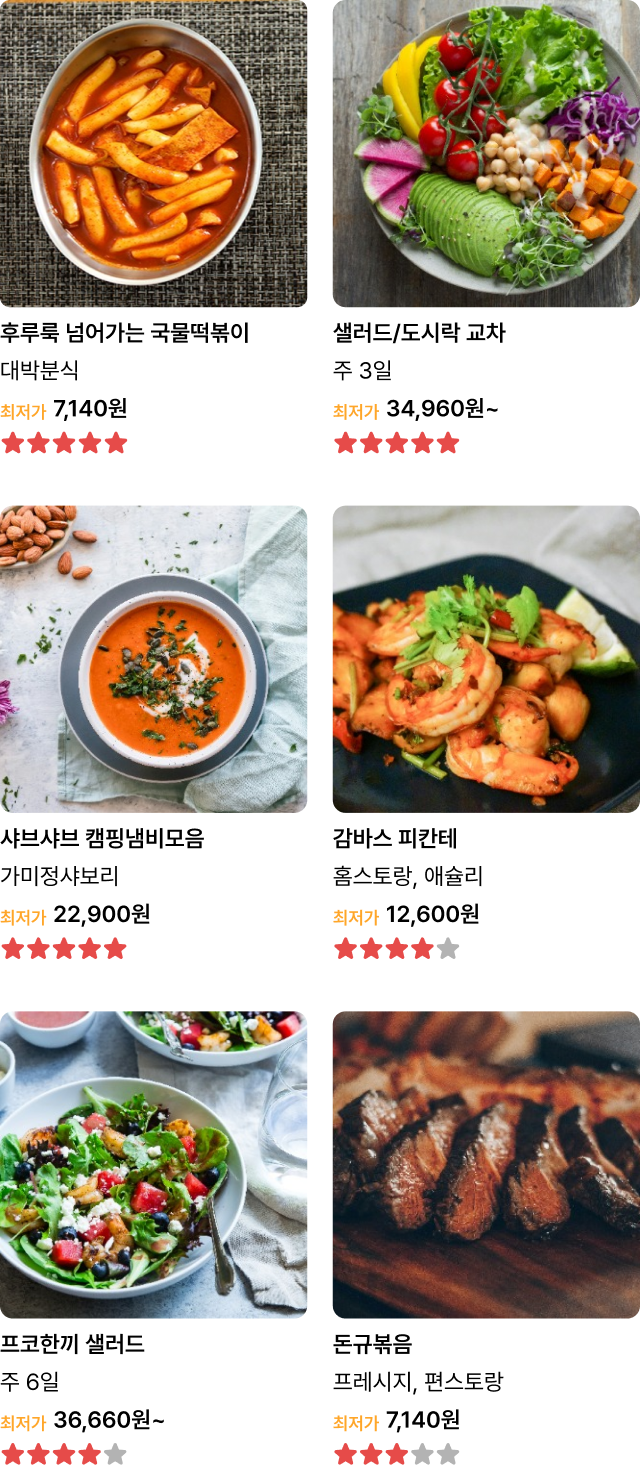 후루룩 넘어가는 국물떡볶이
대박분식
최저가 7,140원
샐러드/도시락 교차
주 3일
최저가 34,960원~
샤브샤브 캠핑냄비모음
가미정샤보리
최저가 22,900원
감바스 피칸테
홈스토랑, 애슐리
최저가 12,600원
프코한끼 샐러드
주 6일
최저가 36,660원~
돈규볶음
프레시지, 편스토랑
최저가 7,140원